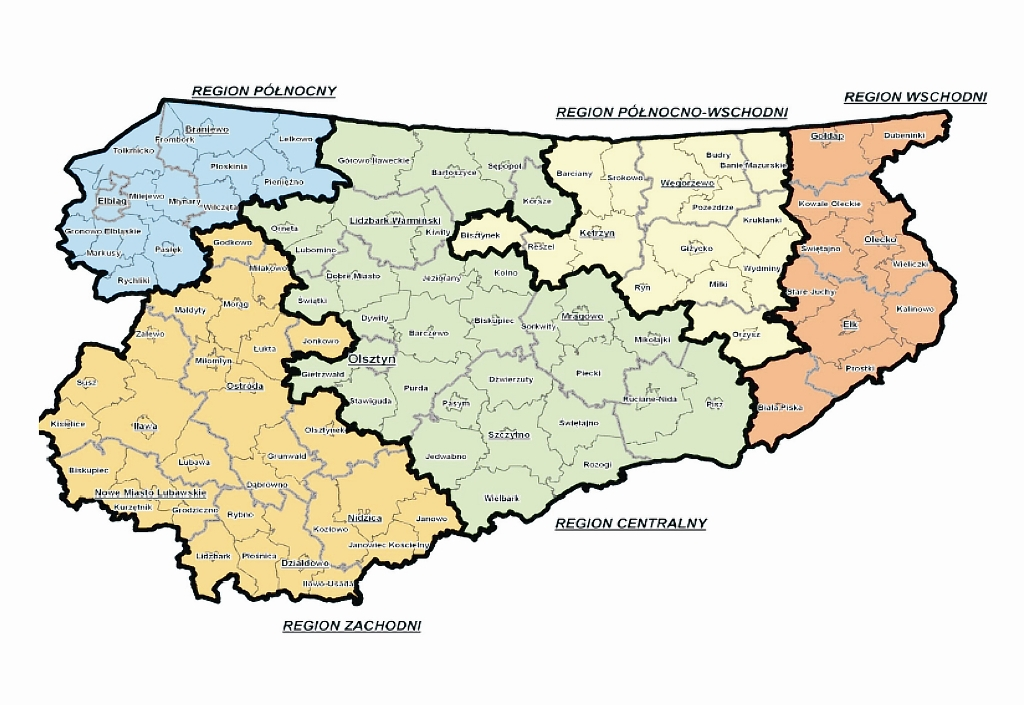 REGION PÓŁNOCNY
REGION WSCHODNI
REGION PÓŁNOCNO-WSCHODNI
Braniewo
Frombork
Lelkowo
Tolkmicko
Płoskinia
Pieniężno
Elbląg
Milejewo
Młynary
Wilczęta
Gronowo Elbląskie
Markusy
Pasłęk
Rychliki
Górowo Iławeckie
Bartoszyce
Sępopol
Korsze
Lidzbark Warmiński
Orneta
Kiwity
Lubomino
Bisztynek
Reszel
Barciany
Srokowo
Węgorzewo
Budry
Banie Mazurskie
Pozezdrze
Kruklanki
Kętrzyn
Giżycko
Wydminy
Ryn
Miłki
Orzysz
Gołdap
Dubeninki
Kowale Oleckie
Świętajno
Olecko
Wieliczki
Stare Juchy
Kalinowo
Ełk
Prostki
Biała Piska
Godkowo
Miłakowo
Małdyty
Morąg
Zalewo
Łukta
Jonkowo
Miłomłyn
Ostróda
Susz
Kisielice
Iława
Olsztynek
Grunwald
Lubawa
Biskupiec
Dąbrówno
Nowe Miasto Lubawskie
Kurzętnik
Grodziczno
Rybno
Nidzica
Janowo
Kozłowo
Janowiec Kościelny
Lidzbark
Płośnica
Działdowo
Iłowo-Osada
Dobre Miasto
Jeziorany
Kolno
Świątki
Dywity
Barczewo
Biskupiec
Sorkwity
Mrągowo
Mikołajki
Olsztyn
Gietrzwałd
Purda
Dźwierzuty
Piecki
Ruciane-Nida
Pisz
Stawiguda
Pasym
Szczytno
Świętajno
Jedwabno
Rozogi
Wielbark
REGION CENTRALNY
REGION ZACHODNI